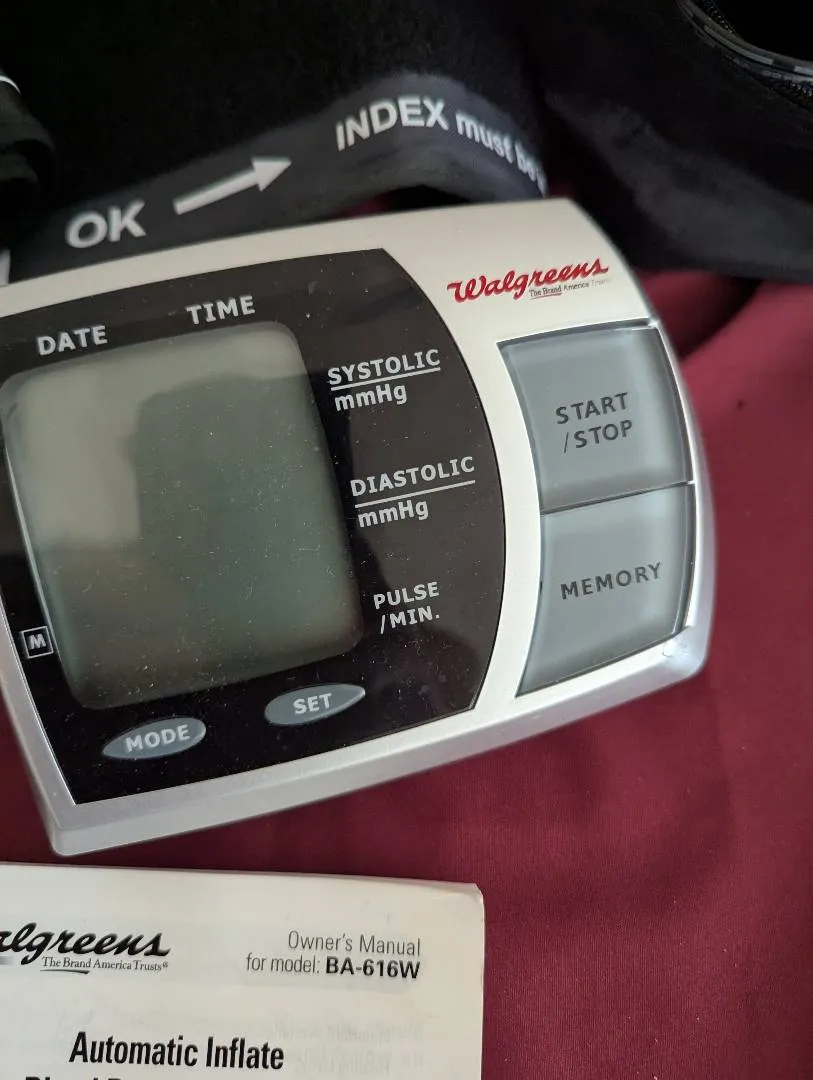 OK → INDEX must be
Walgreens
The Brand America Trusts
DATE TIME
SYSTOLIC
mmHg
DIASTOLIC
mmHg
PULSE
/MIN.
START
/STOP
MEMORY
M
MODE
SET
algreens
The Brand America Trusts®
Owner's Manual
for model: BA-616W
Automatic Inflate